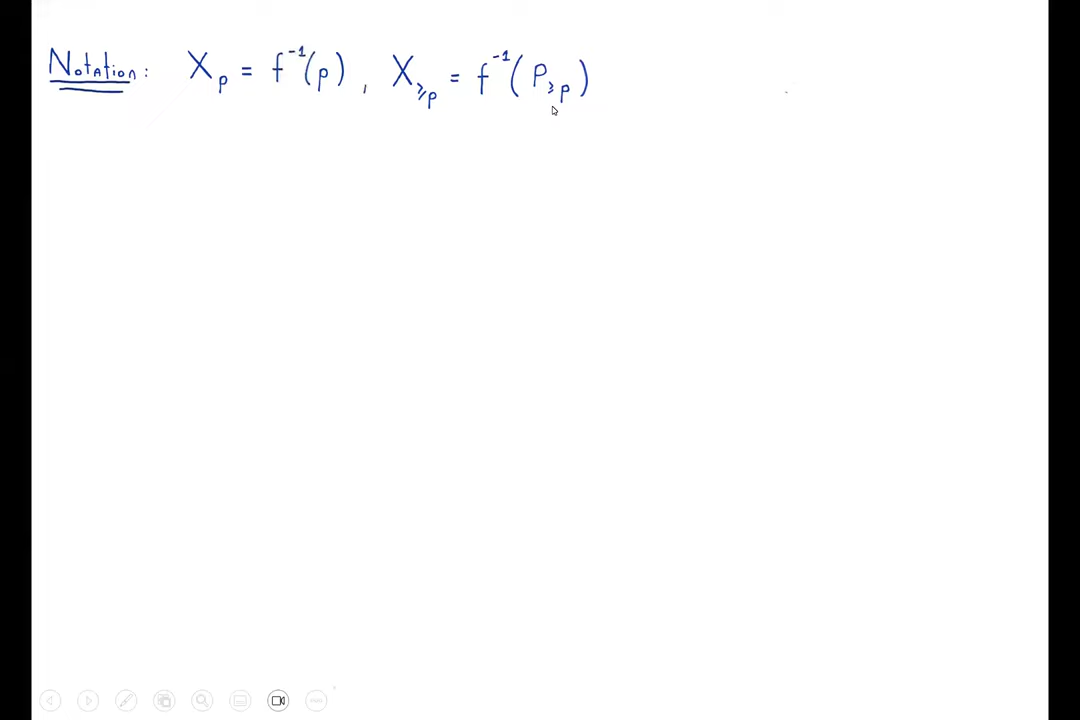 Notation: X_p = f^{-1}(p), X_{≥p} = f^{-1}(P_{≥p})